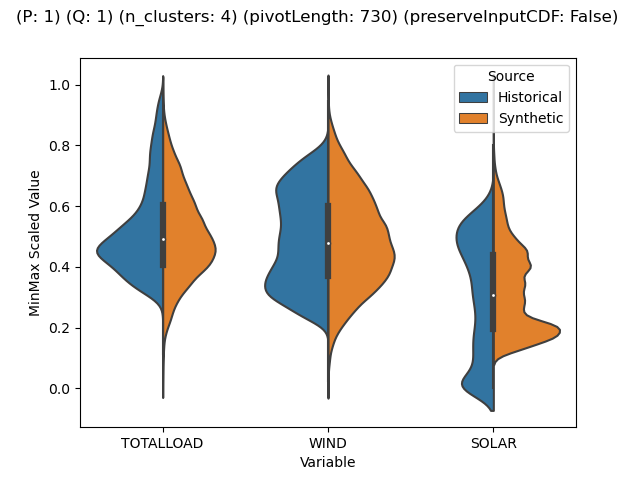 (P: 1) (Q: 1) (n_clusters: 4) (pivotLength: 730) (preserveInputCDF: False)
1.0
0.8
0.6
0.4
0.2
0.0
MinMax Scaled Value
Source
Historical
Synthetic
TOTALLOAD WIND SOLAR
Variable